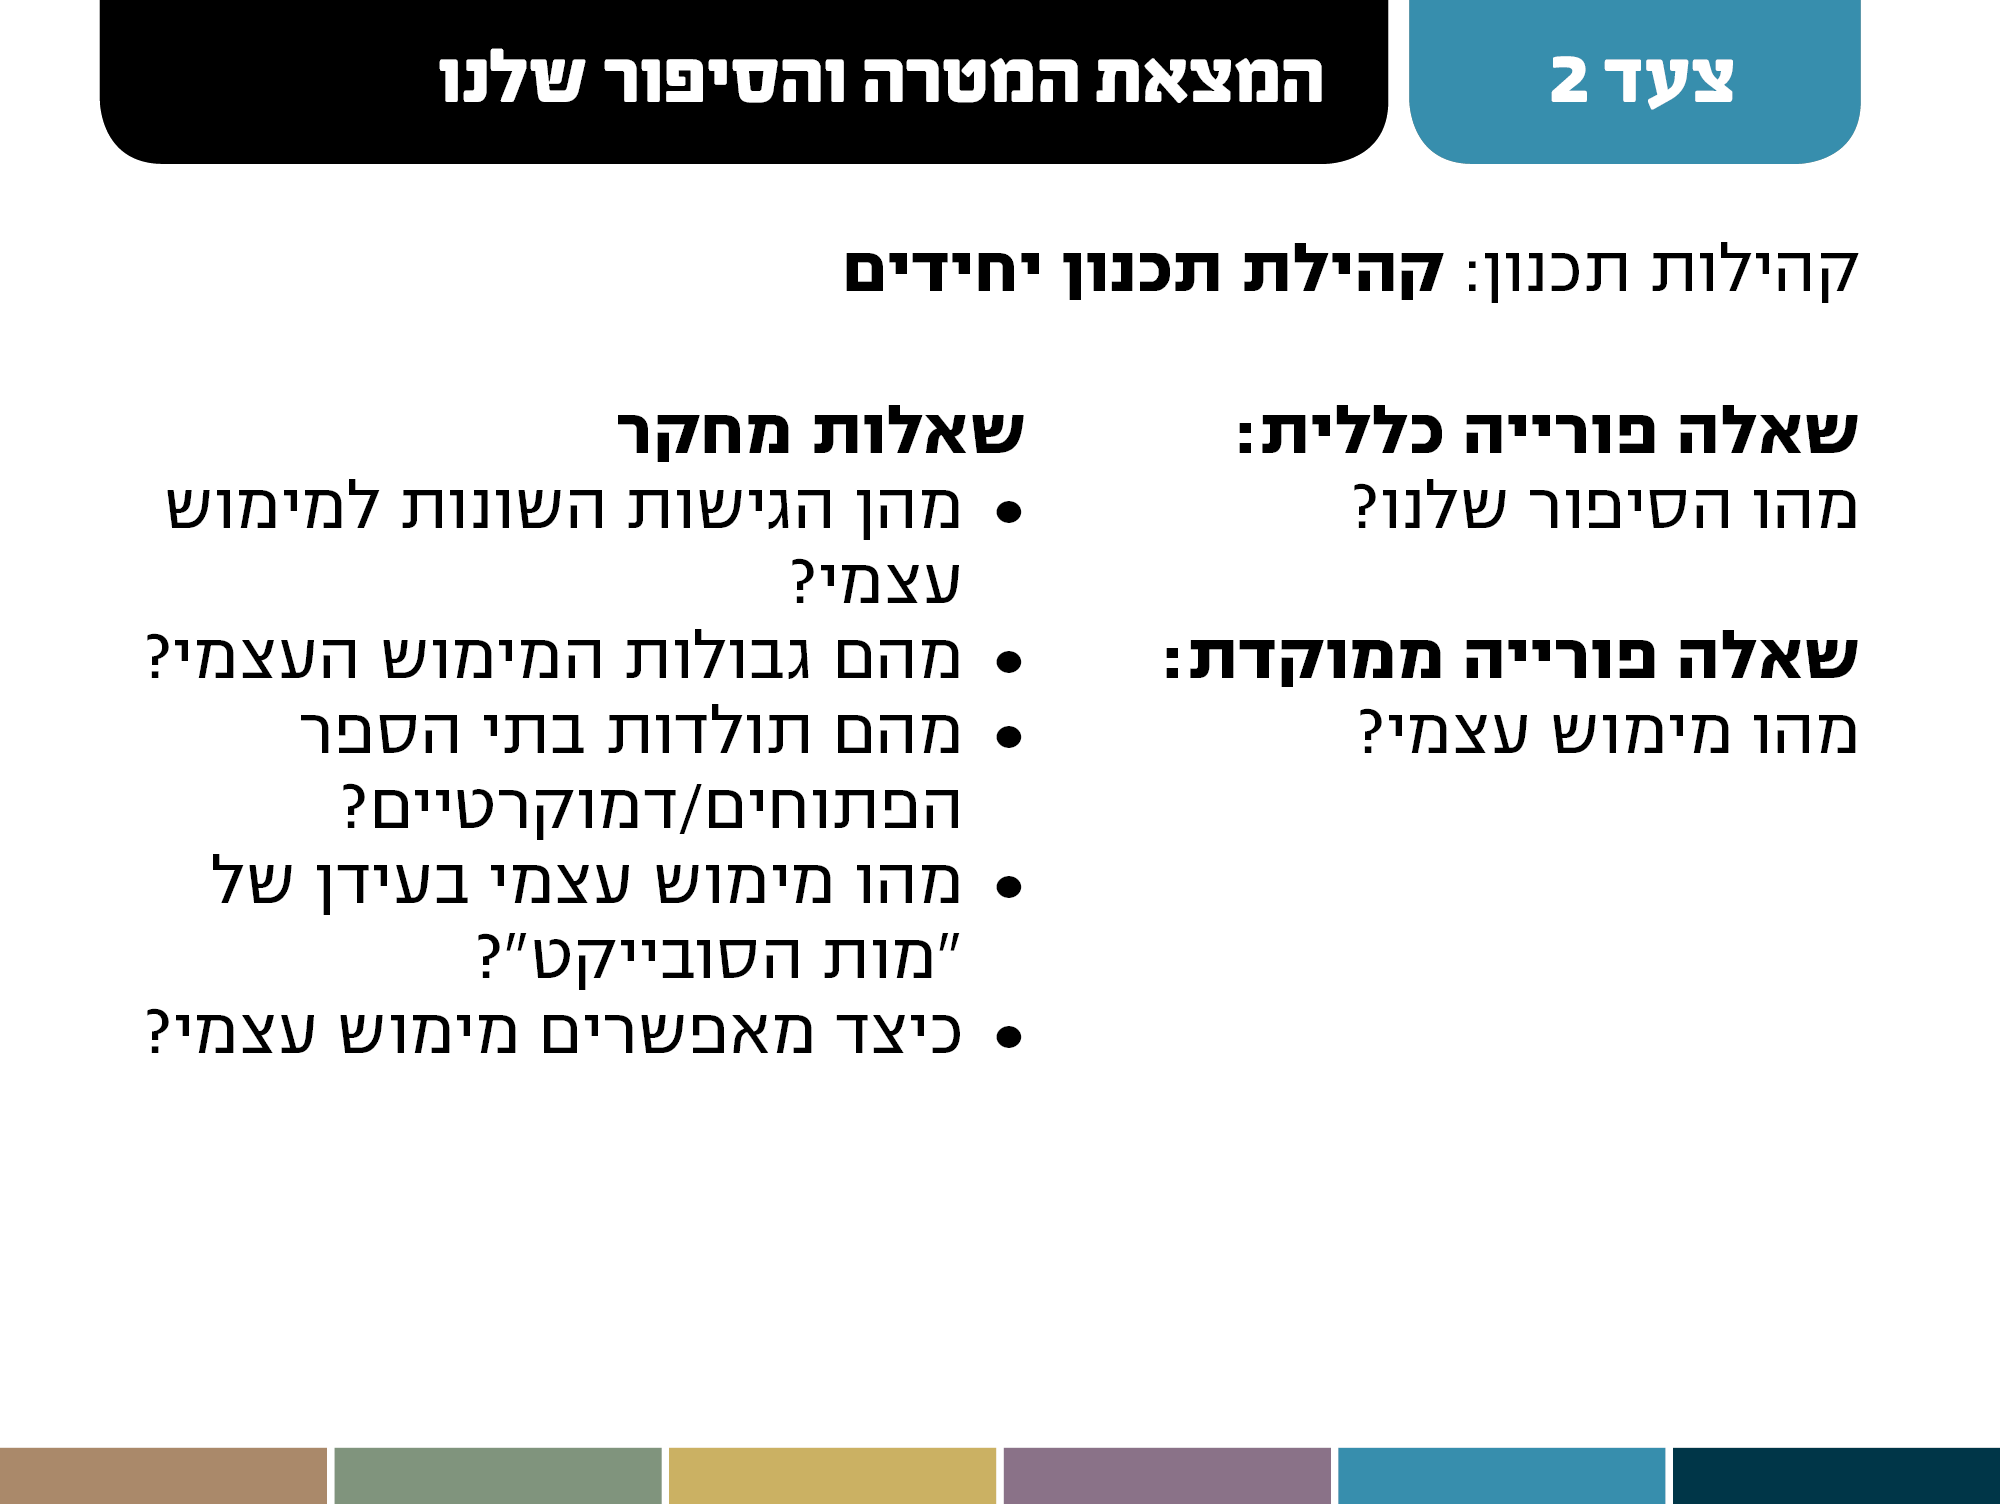 צעד 2
המצאת המטרה והסיפור שלנו
קהילות תכנון: קהילת תכנון יחידים
שאלה פורייה כללית:
מהו הסיפור שלנו?
שאלה פורייה ממוקדת:
מהו מימוש עצמי?
שאלות מחקר
• מהן הגישות השונות למימוש
עצמי?
• מהם גבולות המימוש העצמי?
• מהם תולדות בתי הספר
הפתוחים/דמוקרטיים?
• מהו מימוש עצמי בעידן של
"מות הסובייקט"?
• כיצד מאפשרים מימוש עצמי?